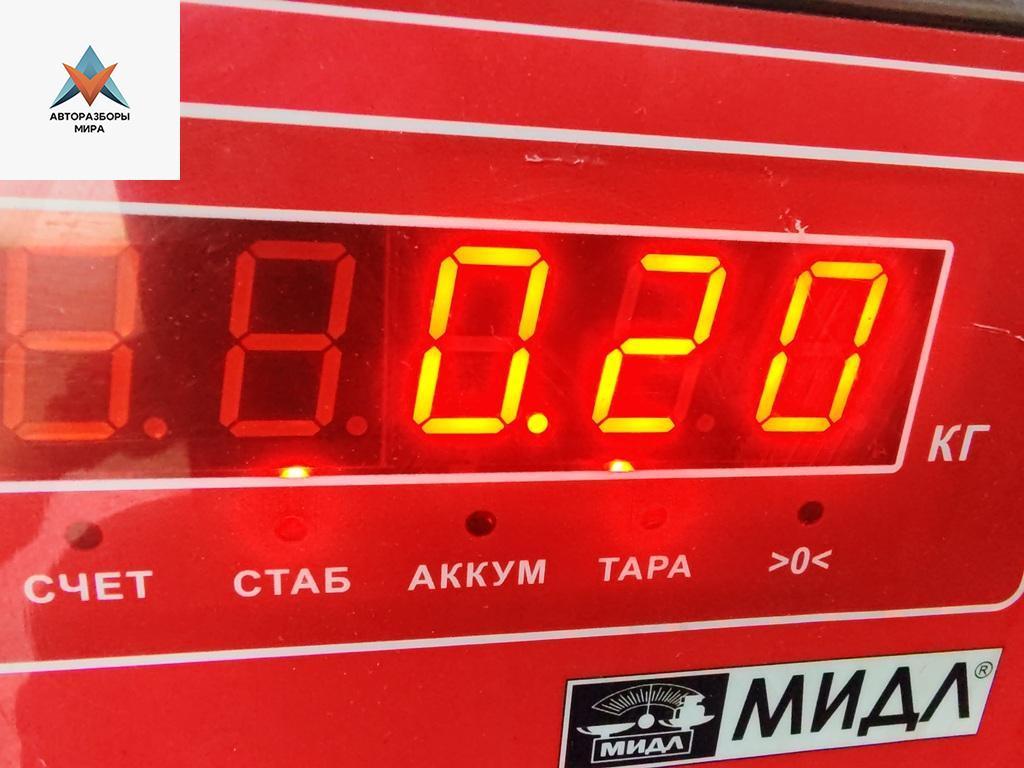 АВТОРАЗБОРЫ
МИРА
0.20
КГ
СЧЕТ СТАБ АККУМ ТАРА >0<
МИДЛ
МИДЛ®